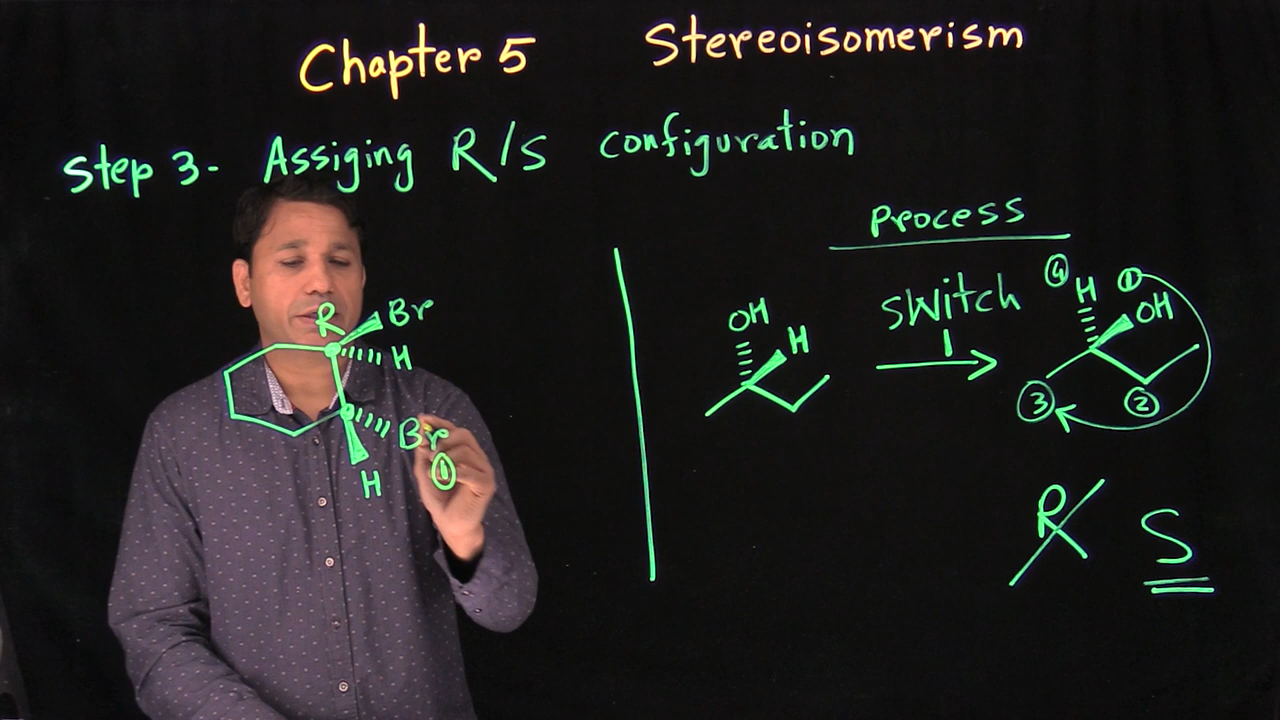 Chapter 5 Stereoisomerism
Step 3- Assiging R/S configuration
Process
R Br
H
Br
①
H
OH
H
Switch
④ H ① OH
③ ②
R S